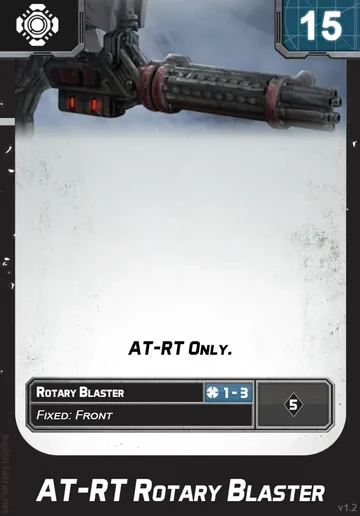 15
AT-RT Only.
Rotary Blaster 1 - 3
Fixed: Front
5
AT-RT Rotary Blaster
v1.2